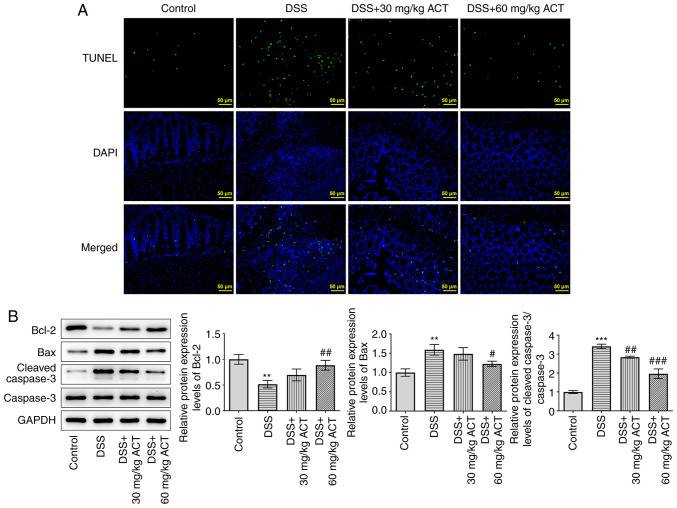 A
Control
DSS
DSS+30 mg/kg ACT
DSS+60 mg/kg ACT
TUNEL
50 μm
50 μm
50 μm
50 μm
DAPI
50 μm
50 μm
50 μm
50 μm
Merged
50 μm
50 μm
50 μm
50 μm
B
Bcl-2
Bax
Cleaved
caspase-3
Caspase-3
GAPDH
Control
DSS
DSS+
30 mg/kg ACT
DSS+
60 mg/kg ACT
Relative protein expression
levels of Bcl-2
1.5
1.0
0.5
0.0
**
##
Control
DSS
DSS+
30 mg/kg ACT
DSS+
60 mg/kg ACT
Relative protein expression
levels of Bax
2.0
1.5
1.0
0.5
0.0
**
#
Control
DSS
DSS+
30 mg/kg ACT
DSS+
60 mg/kg ACT
Relative protein expression
levels of cleaved caspase-3/
caspase-3
4
3
2
1
0
***
##
###
Control
DSS
DSS+
30 mg/kg ACT
DSS+
60 mg/kg ACT